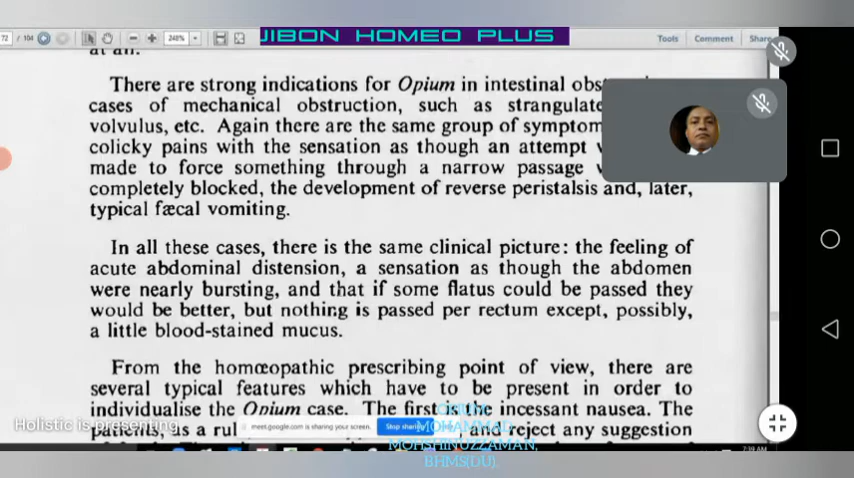 72 / 104
248%
JIBON HOMEO PLUS
Tools Comment Share
at all.
There are strong indications for Opium in intestinal
cases of mechanical obstruction, such as
volvulus, etc. Again there are the same group of
colicky pains with the sensation as though an attempt
made to force something through a narrow passage
completely blocked, the development of reverse peristalsis and, later,
typical fæcal vomiting.
In all these cases, there is the same clinical picture: the feeling of
acute abdominal distension, a sensation as though the abdomen
were nearly bursting, and that if some flatus could be passed they
would be better, but nothing is passed per rectum except, possibly,
a little blood-stained mucus.
From the homœopathic prescribing point of view, there are
several typical features which have to be present in order to
individualise the Opium case. The first is the incessant nausea. The
patients, as a and reject any suggestion
Holistic is presenting
meet.google.com is sharing your screen.
Stop sharing
OPIUM
MOHAMMAD
MOHSHINUZZAMAN,
BHMS(DU).
7:39 AM